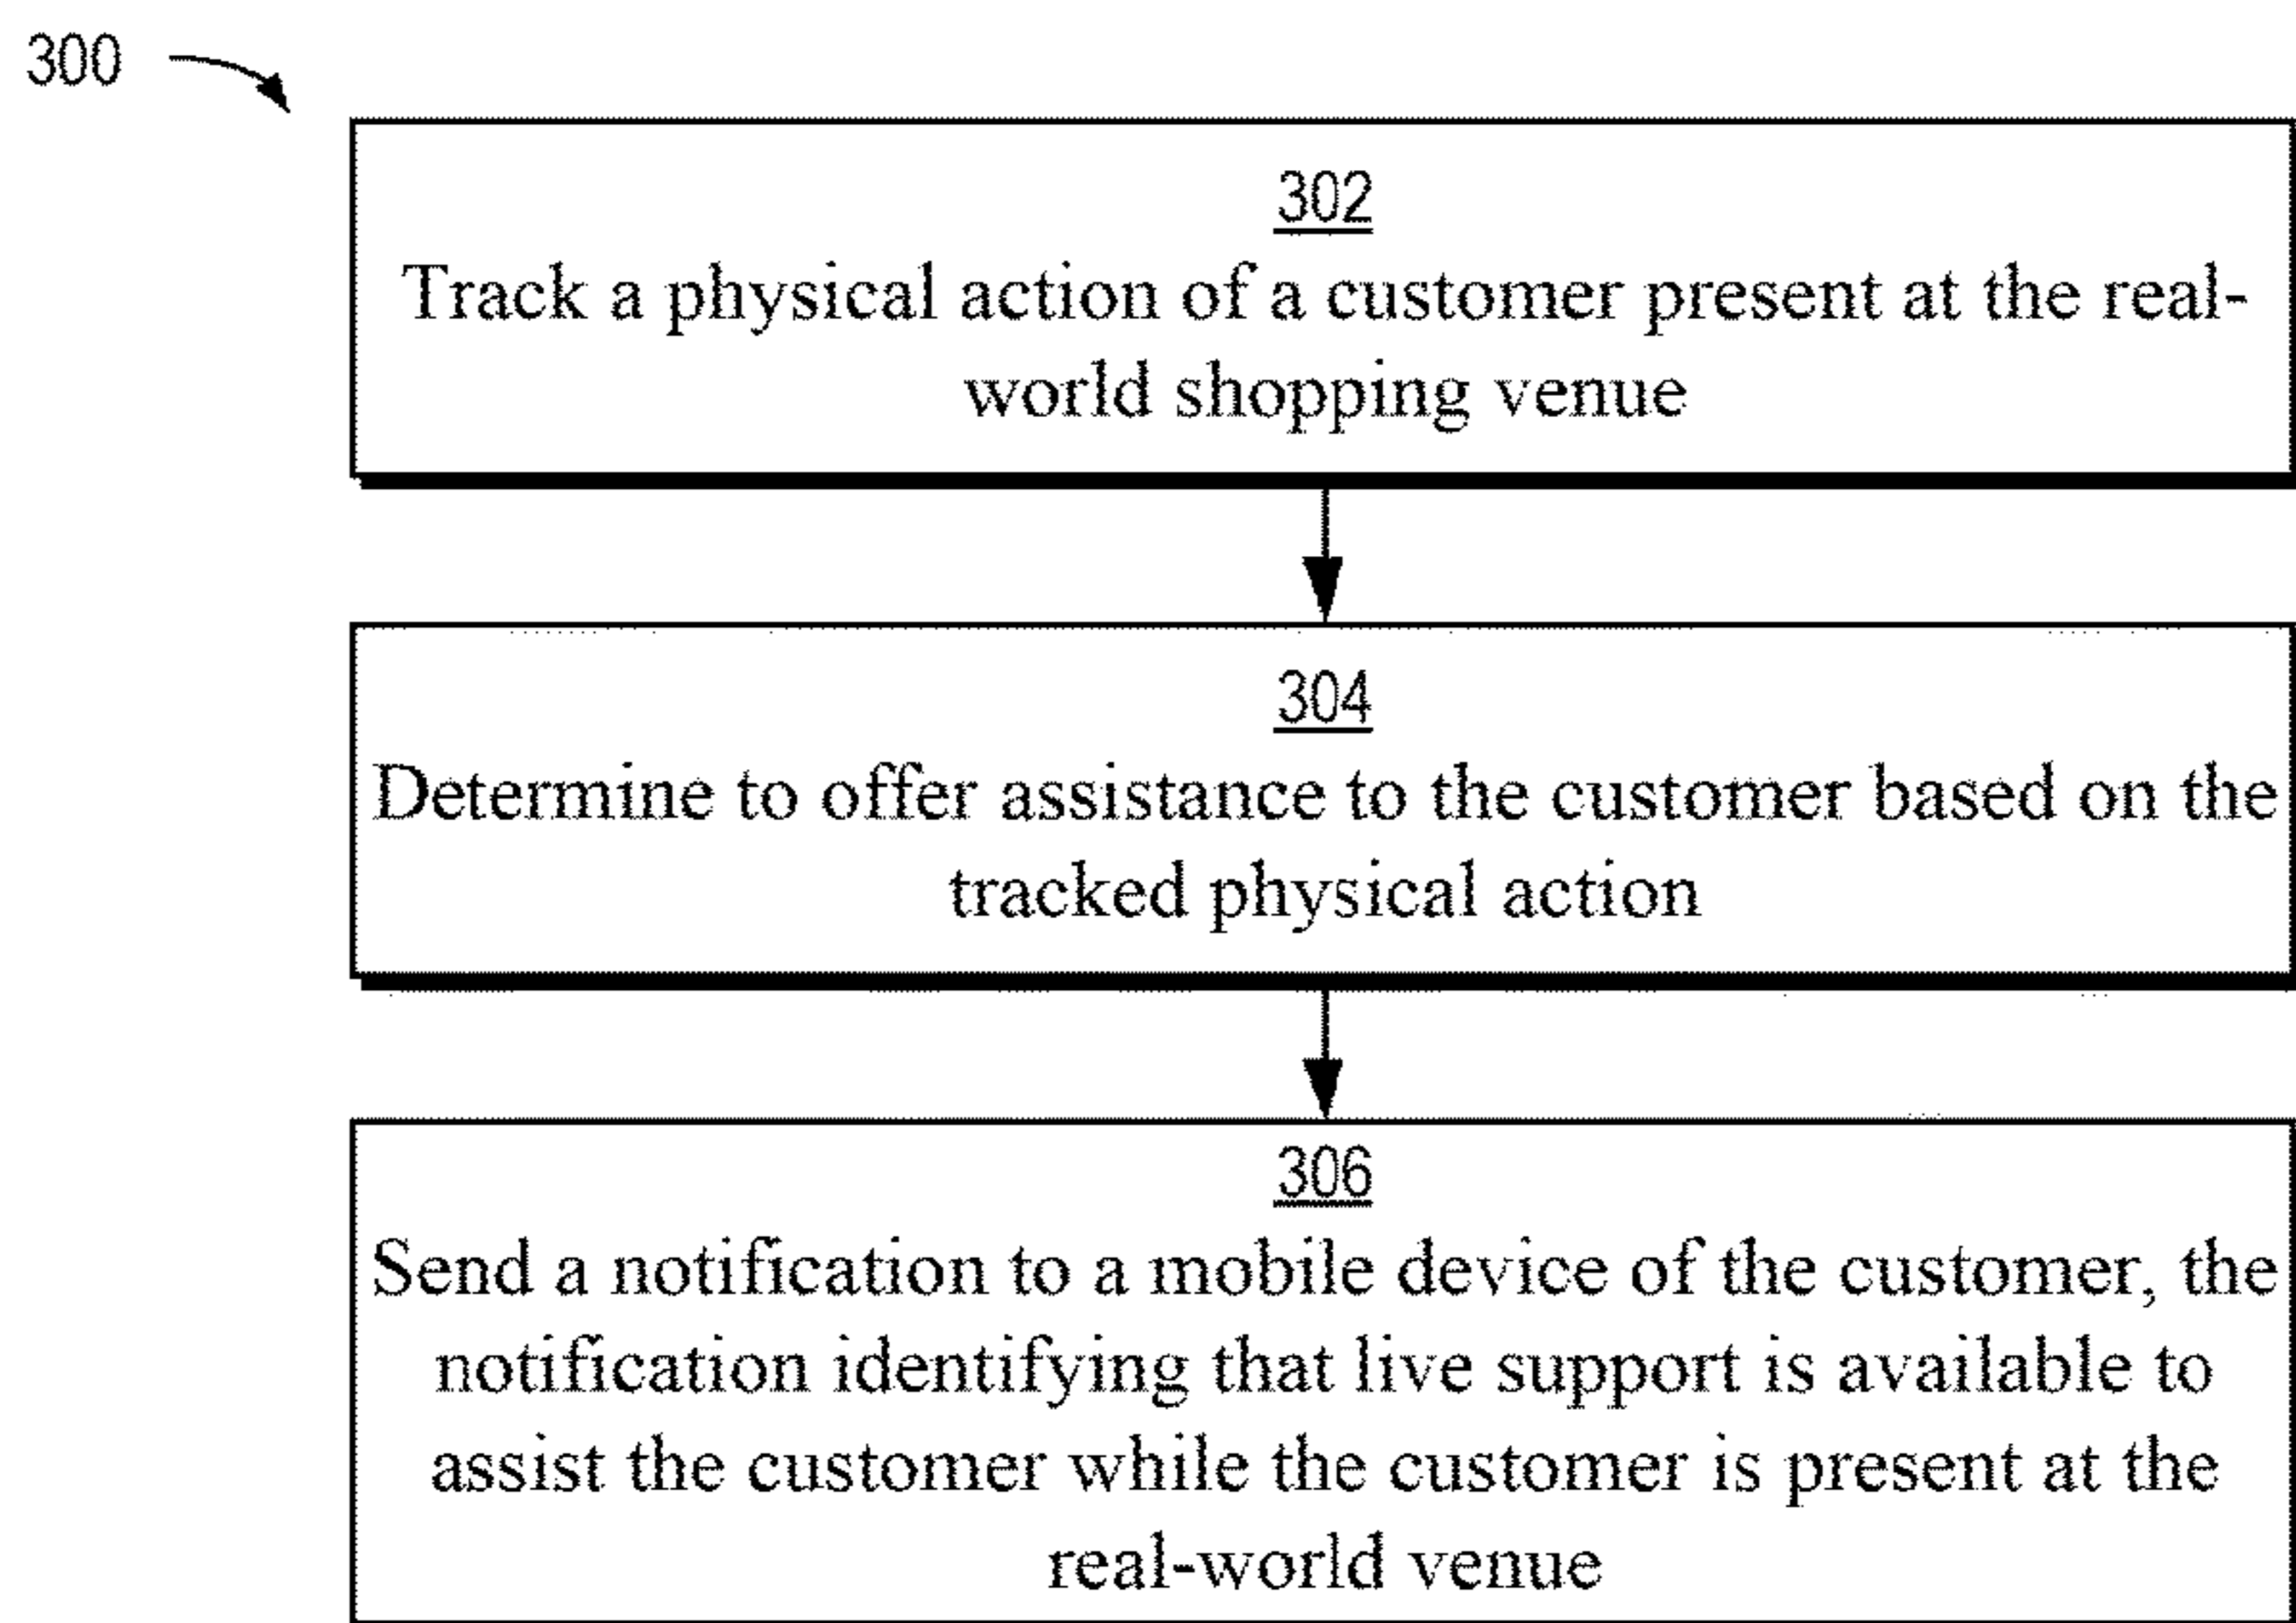 300
302
Track a physical action of a customer present at the real-
world shopping venue
304
Determine to offer assistance to the customer based on the
tracked physical action
306
Send a notification to a mobile device of the customer, the
notification identifying that live support is available to
assist the customer while the customer is present at the
real-world venue